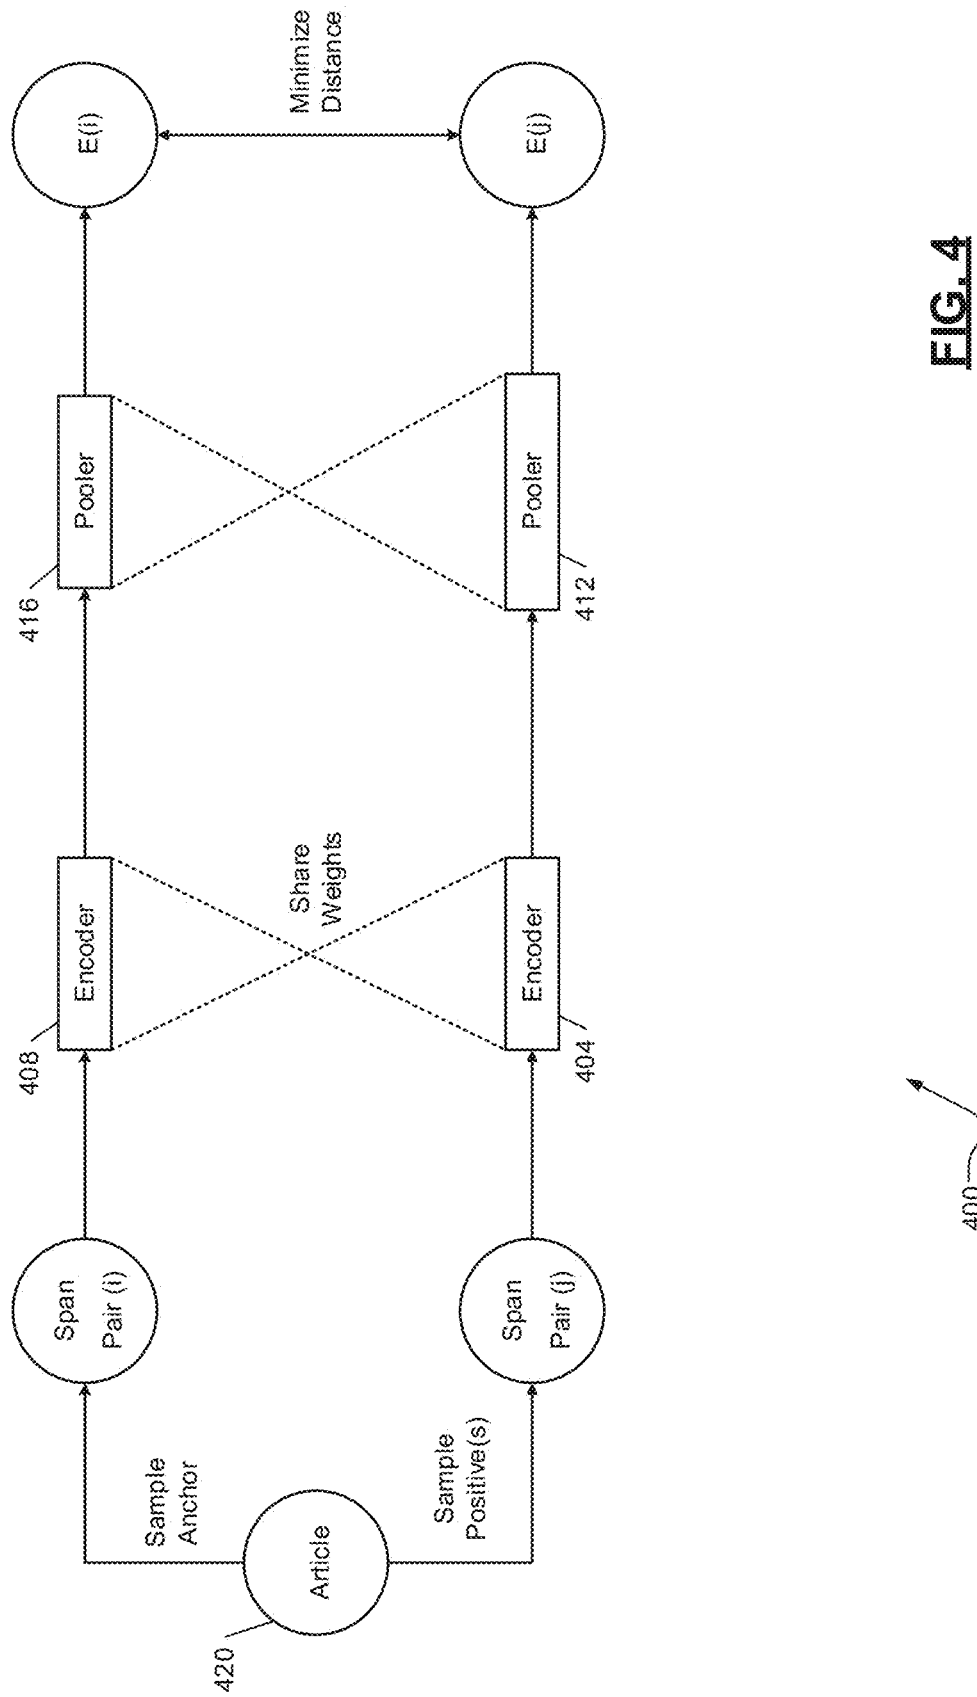 420
Article
Sample
Anchor
Sample
Positive(s)
Span
Pair (i)
Span
Pair (j)
408
Encoder
Share
Weights
Encoder
404
416
Pooler
Pooler
412
E(i)
Minimize
Distance
E(j)
400
FIG. 4